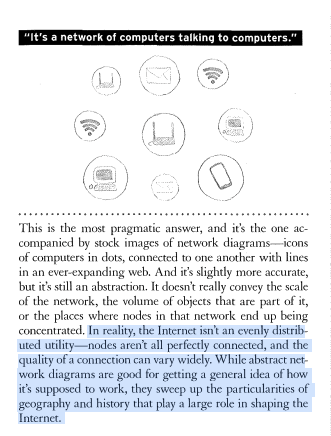 "It's a network of computers talking to computers."
This is the most pragmatic answer, and it's the one ac-
companied by stock images of network diagrams—icons
of computers in dots, connected to one another with lines
in an ever-expanding web. And it's slightly more accurate,
but it's still an abstraction. It doesn't really convey the scale
of the network, the volume of objects that are part of it,
or the places where nodes in that network end up being
concentrated. In reality, the Internet isn't an evenly distrib-
uted utility—nodes aren't all perfectly connected, and the
quality of a connection can vary widely. While abstract net-
work diagrams are good for getting a general idea of how
it's supposed to work, they sweep up the particularities of
geography and history that play a large role in shaping the
Internet.